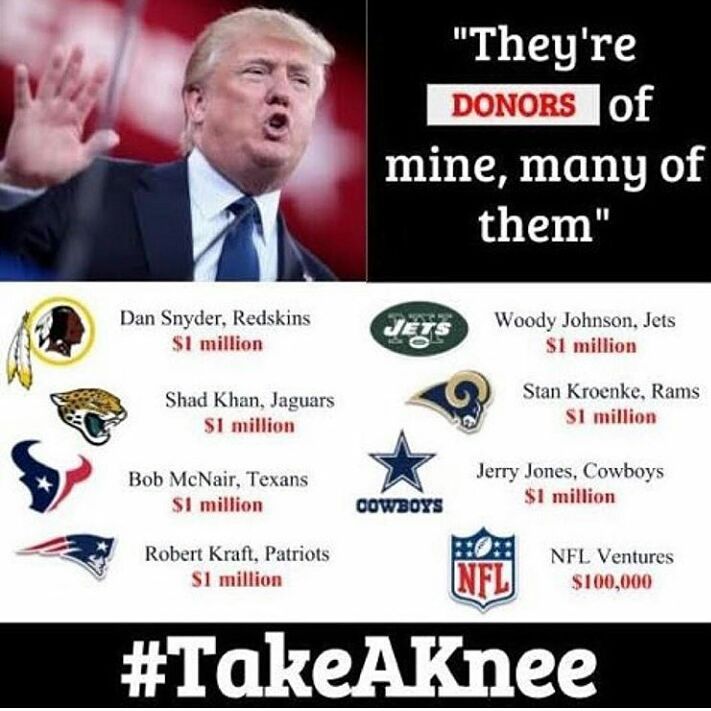 "They're
DONORS of
mine, many of
them"
Dan Snyder, Redskins
$1 million
JETS
Woody Johnson, Jets
$1 million
Shad Khan, Jaguars
$1 million
Stan Kroenke, Rams
$1 million
Bob McNair, Texans
$1 million
COWBOYS
Jerry Jones, Cowboys
$1 million
Robert Kraft, Patriots
$1 million
NFL
NFL Ventures
$100,000
#TakeAKnee